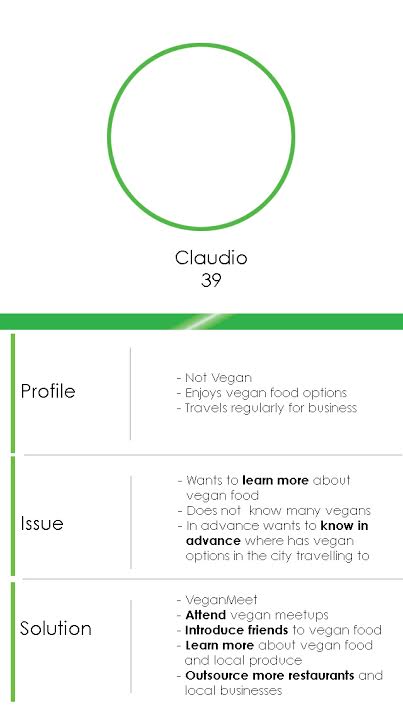 Claudio
39
Profile
- Not Vegan
- Enjoys vegan food options
- Travels regularly for business
Issue
- Wants to learn more about
vegan food
- Does not know many vegans
- In advance wants to know in
advance where has vegan
options in the city travelling to
Solution
- VeganMeet
- Attend vegan meetups
- Introduce friends to vegan food
- Learn more about vegan food
and local produce
- Outsource more restaurants and
local businesses